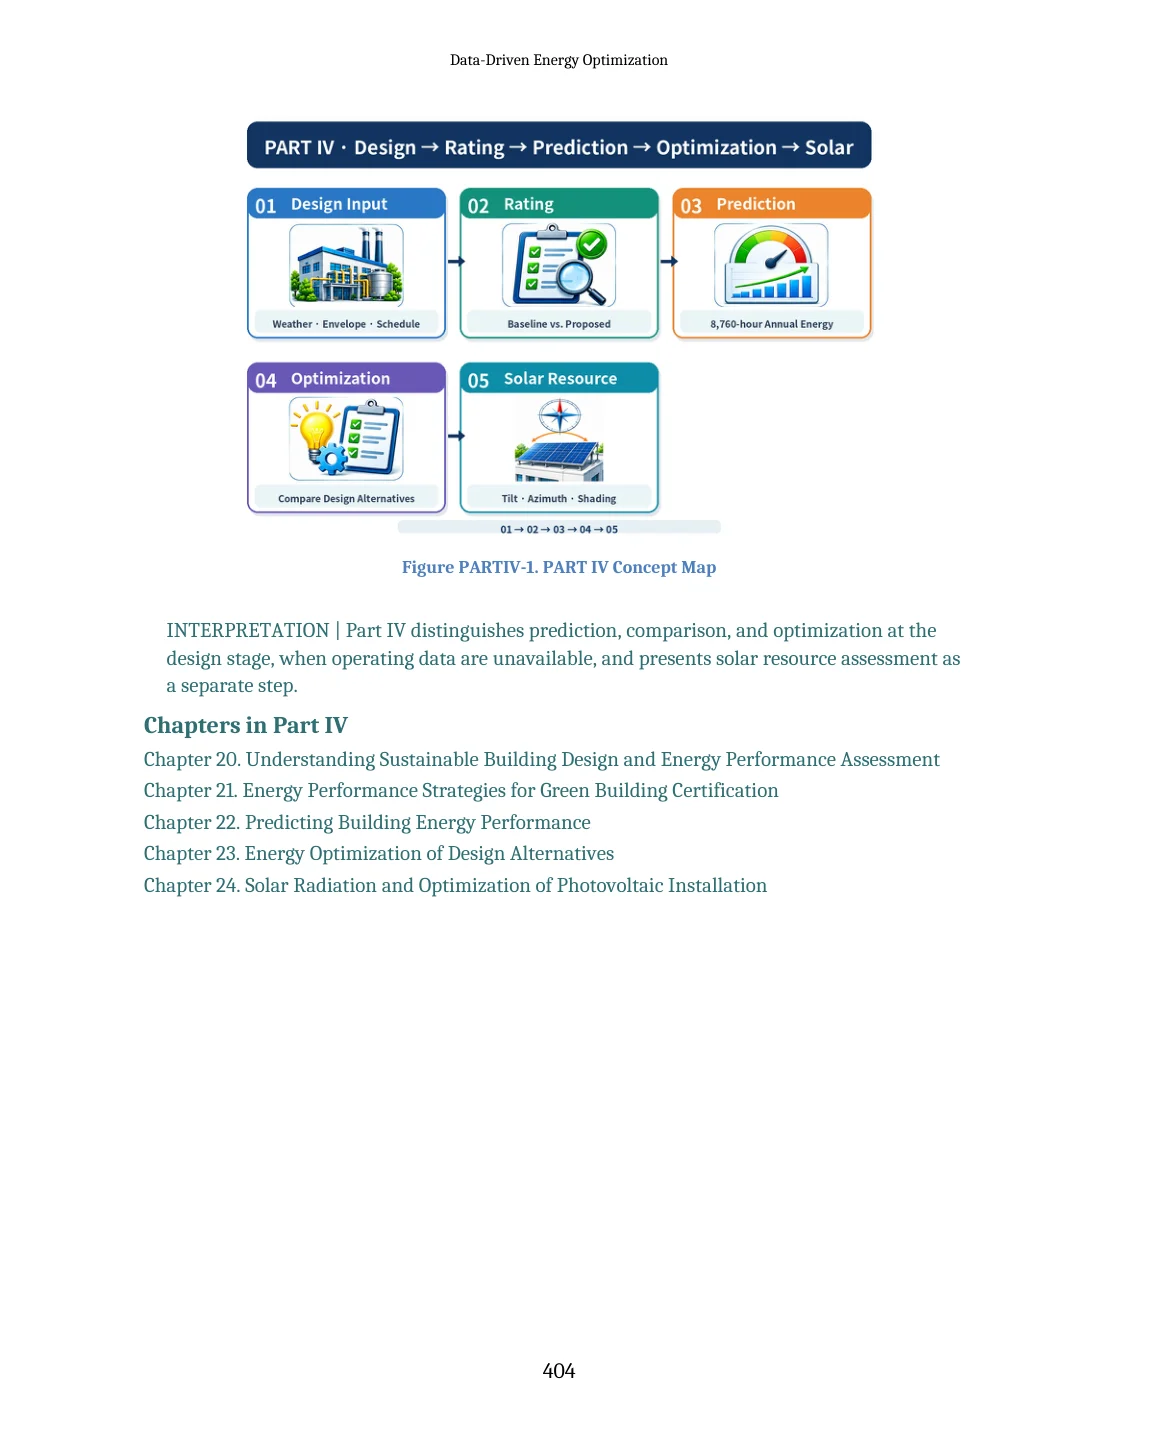 Data-Driven Energy Optimization
PART IV · Design → Rating → Prediction → Optimization → Solar
01 Design Input
Weather · Envelope · Schedule
02 Rating
Baseline vs. Proposed
03 Prediction
8,760-hour Annual Energy
04 Optimization
Compare Design Alternatives
05 Solar Resource
Tilt · Azimuth · Shading
01 → 02 → 03 → 04 → 05
Figure PARTIV-1. PART IV Concept Map
INTERPRETATION | Part IV distinguishes prediction, comparison, and optimization at the
design stage, when operating data are unavailable, and presents solar resource assessment as
a separate step.
Chapters in Part IV
Chapter 20. Understanding Sustainable Building Design and Energy Performance Assessment
Chapter 21. Energy Performance Strategies for Green Building Certification
Chapter 22. Predicting Building Energy Performance
Chapter 23. Energy Optimization of Design Alternatives
Chapter 24. Solar Radiation and Optimization of Photovoltaic Installation
404